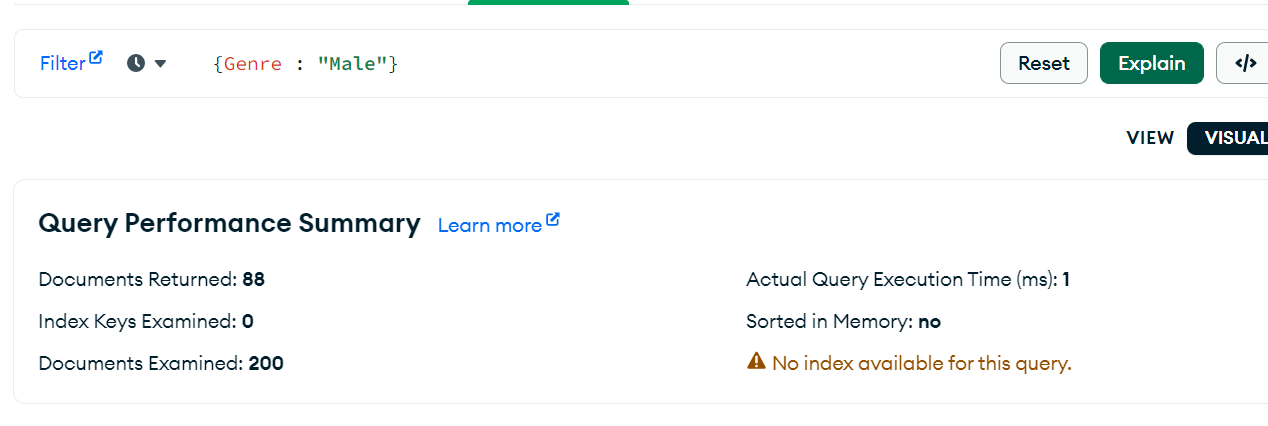 Filter {Genre : "Male"} Reset Explain </>
VIEW VISUAL
Query Performance Summary Learn more
Documents Returned: 88
Index Keys Examined: 0
Documents Examined: 200
Actual Query Execution Time (ms): 1
Sorted in Memory: no
No index available for this query.